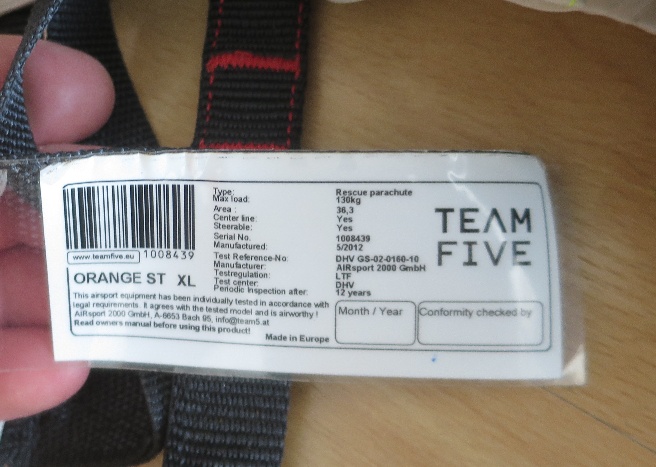 www.teamfive.eu 1008439
ORANGE ST XL
This airsport equipment has been individually tested in accordance with
legal requirements. It agrees with the tested model and is airworthy !
AIRsport 2000 GmbH, A-6653 Bach 95, info@team5.at
Read owners manual before using this product!
Made in Europe
Type: Rescue parachute
Max load: 130kg
Area : 36,3
Center line: Yes
Steerable: Yes
Serial No. 1008439
Manufactured: 5/2012
Test Reference-No: DHV GS-02-0160-10
Manufacturer: AIRsport 2000 GmbH
Testregulation: LTF
Test center: DHV
Periodic Inspection after: 12 years
TEAM
FIVE
Month / Year
Conformity checked by